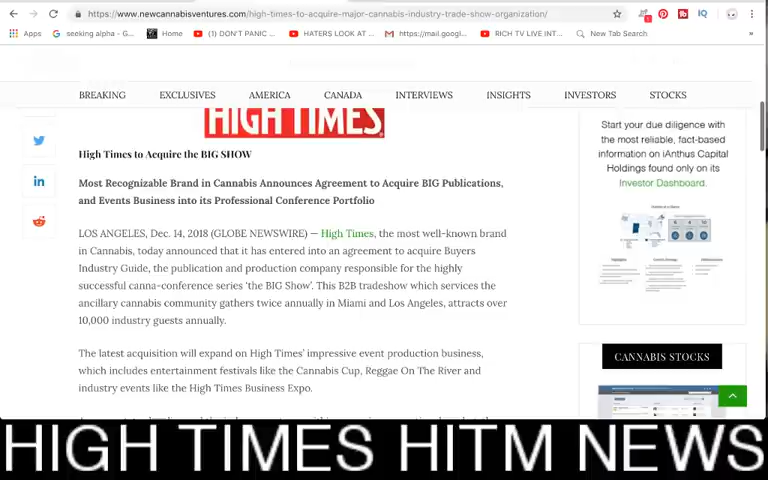 https://www.newcannabisventures.com/high-times-to-acquire-major-cannabis-industry-trade-show-organization/
Apps seeking alpha - G... Home (1) DON'T PANIC ... HATERS LOOK AT ... https://mail.googl... RICH TV LIVE INT... New Tab Search »
BREAKING EXCLUSIVES AMERICA CANADA INTERVIEWS INSIGHTS INVESTORS STOCKS
HIGH TIMES
High Times to Acquire the BIG SHOW
Most Recognizable Brand in Cannabis Announces Agreement to Acquire BIG Publications,
and Events Business into its Professional Conference Portfolio
LOS ANGELES, Dec. 14, 2018 (GLOBE NEWSWIRE) — High Times, the most well-known brand
in Cannabis, today announced that it has entered into an agreement to acquire Buyers
Industry Guide, the publication and production company responsible for the highly
successful canna-conference series 'the BIG Show'. This B2B tradeshow which services the
ancillary cannabis community gathers twice annually in Miami and Los Angeles, attracts over
10,000 industry guests annually.
The latest acquisition will expand on High Times' impressive event production business,
which includes entertainment festivals like the Cannabis Cup, Reggae On The River and
industry events like the High Times Business Expo.
Start your due diligence with
the most reliable, fact-based
information on iAnthus Capital
Holdings found only on its
Investor Dashboard.
CANNABIS STOCKS
HIGH TIMES HITM NEWS